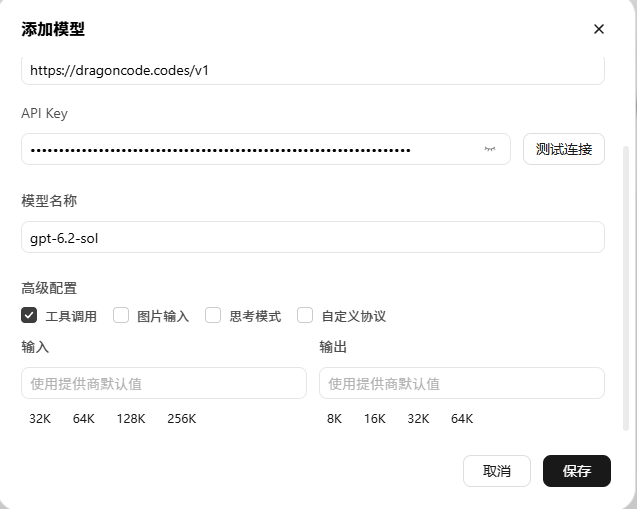 添加模型
https://dragoncode.codes/v1
API Key
••••••••••••••••••••••••••••••••••••••••••••••••••••••••••••••••••• 测试连接
模型名称
gpt-6.2-sol
高级配置
工具调用 图片输入 思考模式 自定义协议
输入 输出
使用提供商默认值 使用提供商默认值
32K 64K 128K 256K 8K 16K 32K 64K
取消 保存